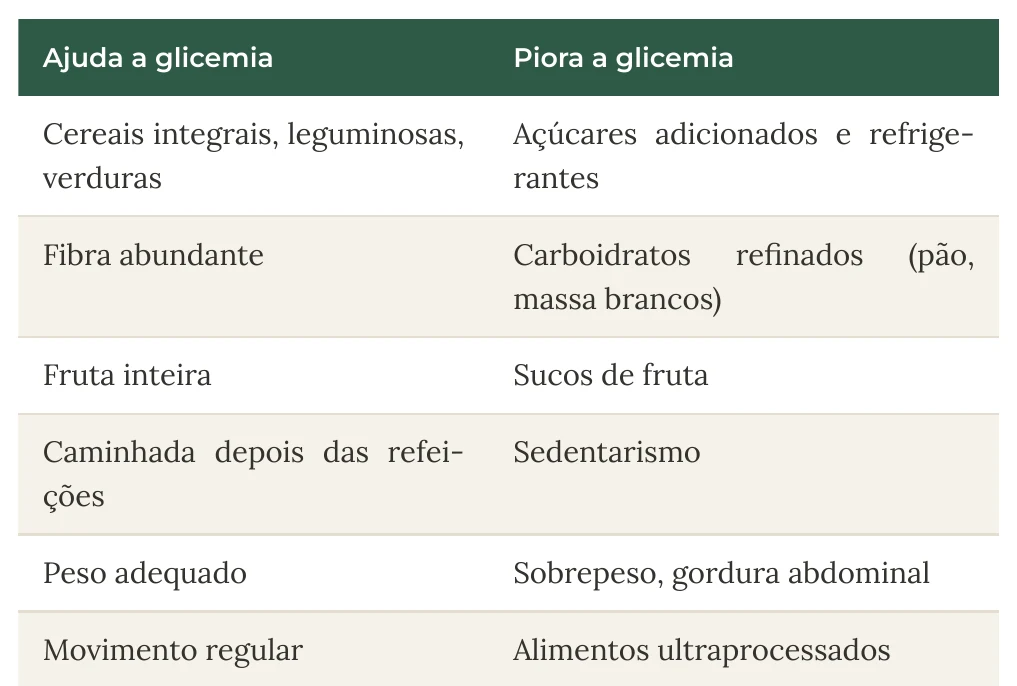 Ajuda a glicemia
Piora a glicemia
Cereais integrais, leguminosas,
verduras
Açúcares adicionados e refrige-
rantes
Fibra abundante
Carboidratos refinados (pão,
massa brancos)
Fruta inteira
Sucos de fruta
Caminhada depois das refei-
ções
Sedentarismo
Peso adequado
Sobrepeso, gordura abdominal
Movimento regular
Alimentos ultraprocessados